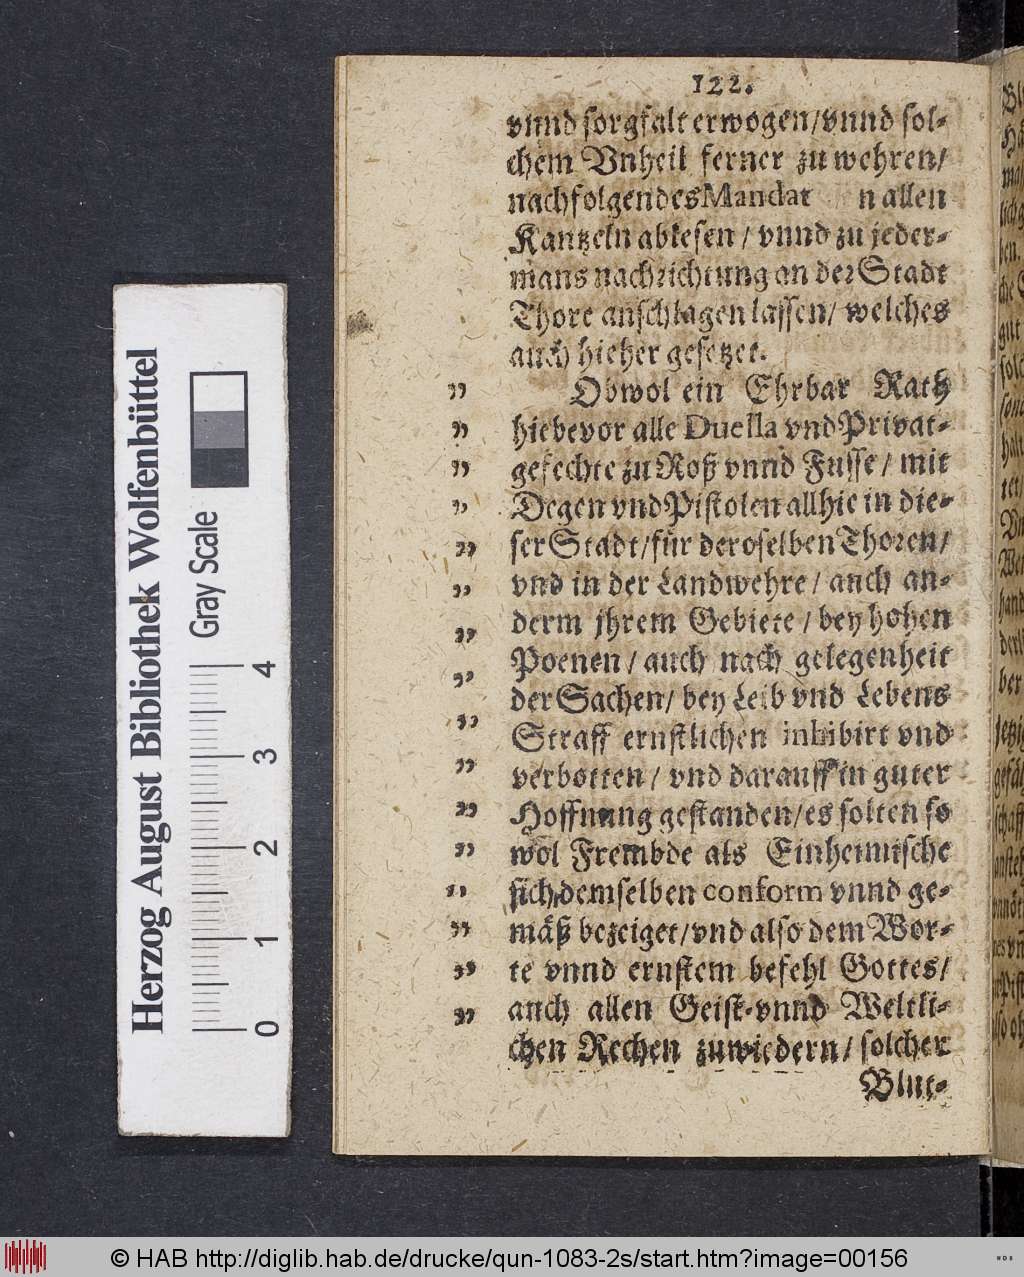 122.
vnnd sorgfalt erwogen/vnnd sol-
chem Vnheil ferner zu wehren/
nachfolgendes Mandat n allen
Kantzeln ablesen / vnnd zu jeder-
mans nachrichtung an der Stadt
Thore anschlagen lassen/ welches
auch hieher gesetzet.
„ Obwol ein Ehrbar Rath
„ hiebevor alle Duella vnd Privat-
„ gefechte zu Roß vnnd Fusse / mit
„ Degen vnd Pistolen allhie in die-
„ ser Stadt/für deroselben Thoren/
„ vnd in der Landwehre / auch an-
„ derm jhrem Gebiete / bey hohen
„ Poenen / auch nach gelegenheit
„ der Sachen/ bey Leib vnd Lebens
„ Straff ernstlichen inhibirt vnd
„ verbotten / vnd darauff in guter
„ Hoffnung gestanden/es solten so
„ wol Frembde als Einheimische
„ sich demselben conform vnnd ge-
„ mäß bezeiget/vnd also dem Wor-
„ te vnnd ernstem befehl Gottes/
„ auch allen Geist-vnnd Weltli-
chen Rechen zuwiedern/ solcher
Blut-
Herzog August Bibliothek Wolfenbüttel
Gray Scale
0 1 2 3 4
© HAB http://diglib.hab.de/drucke/qun-1083-2s/start.htm?image=00156